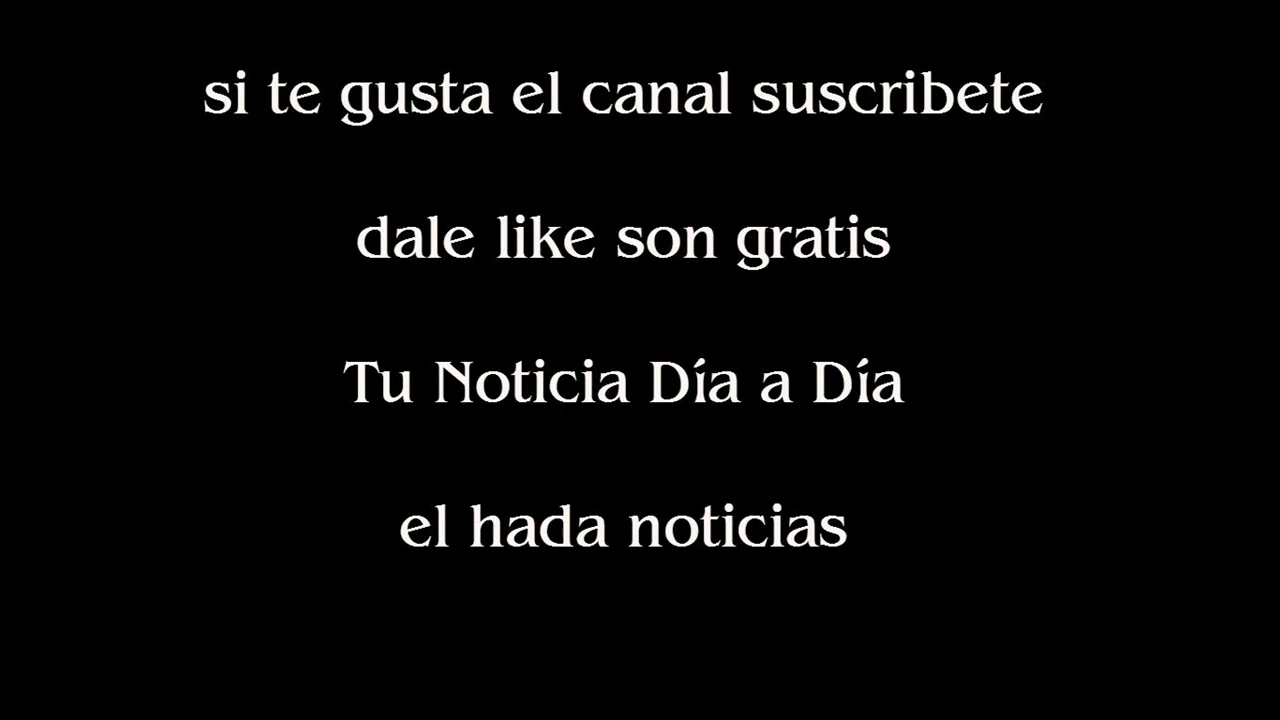 si te gusta el canal suscribete
dale like son gratis
Tu Noticia Día a Día
el hada noticias